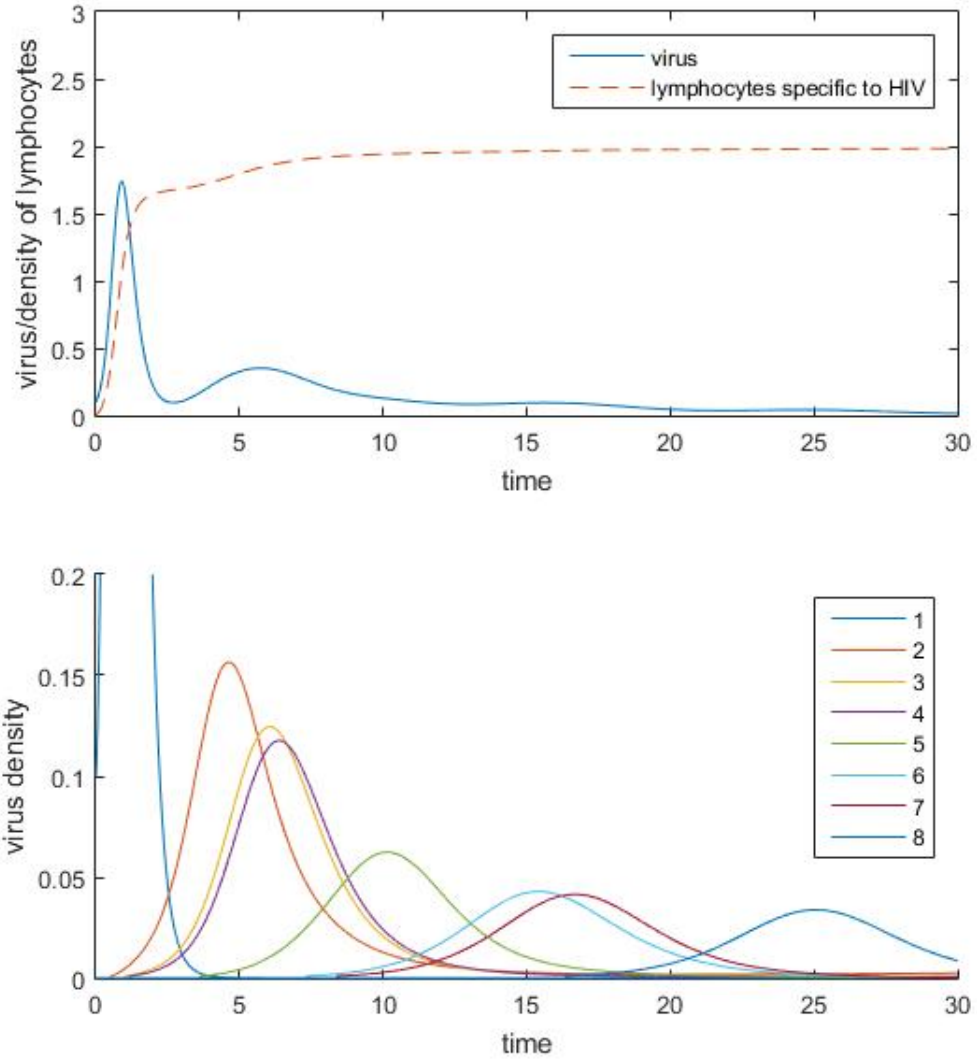 3
2.5
2
1.5
1
0.5
0
virus/density of lymphocytes
virus
lymphocytes specific to HIV
0 5 10 15 20 25 30
time
0.2
0.15
0.1
0.05
0
virus density
1
2
3
4
5
6
7
8
0 5 10 15 20 25 30
time